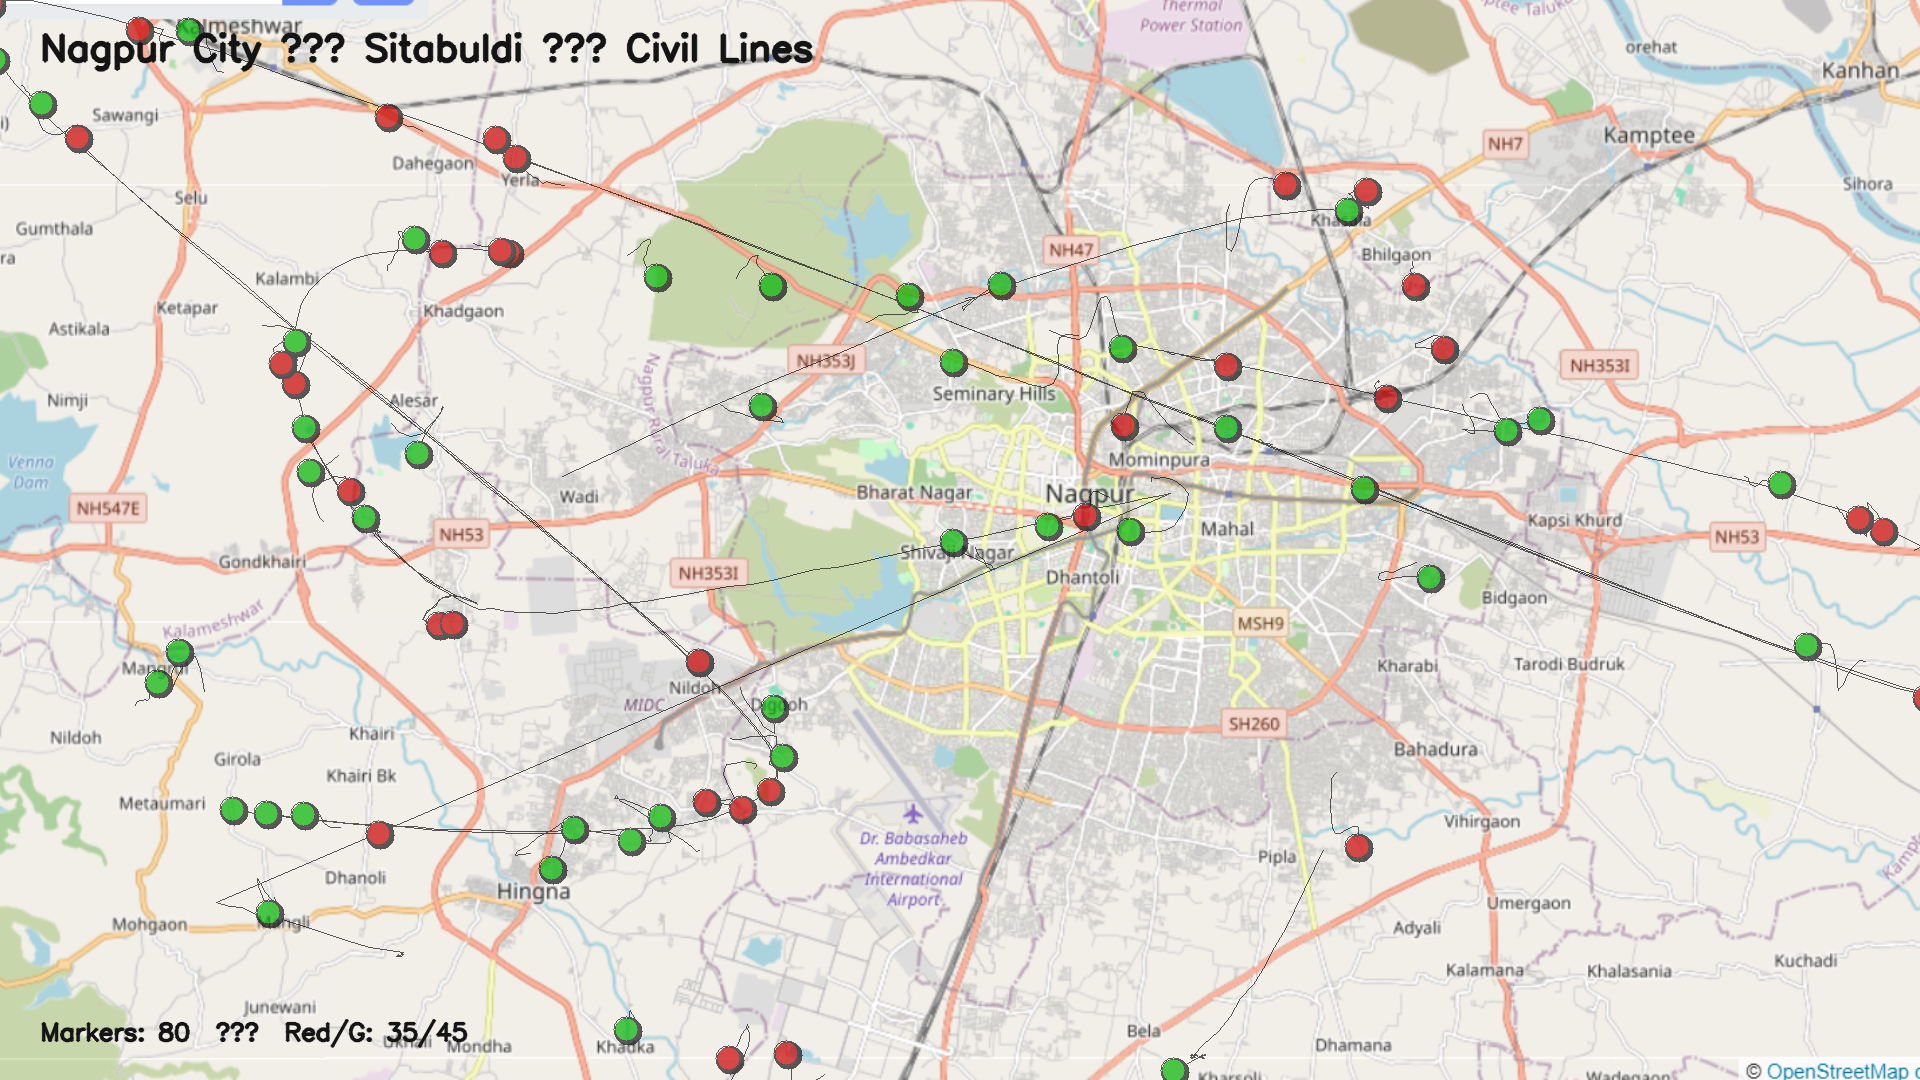 Kalmeshwar
Nagpur City ??? Sitabuldi ??? Civil Lines
Thermal
Power Station
ptee Taluka
orehat
Kanhan
Sawangi
Dahegaon
Yerla
NH7
Kamptee
Selu
Sihora
Gumthala
Khasala
NH47
Bhilgaon
Kalambi
Ketapar
Khadgaon
Astikala
NH353J
NH353I
Nagpur Rural Taluka
Seminary Hills
Nimji
Alesar
Mominpura
Venna
Dam
Wadi
Bharat Nagar
Nagpur
NH547E
NH53
Mahal
Kapsi Khurd
NH53
Gondkhairi
Shivaji Nagar
NH353I
Dhantoli
Bidgaon
Kalameshwar
MSH9
Mangrul
Kharabi
Tarodi Budruk
Nildoh
MIDC
Digdoh
Nildoh
Khairi
SH260
Bahadura
Girola
Khairi Bk
Metaumari
Dr. Babasaheb
Ambedkar
International
Airport
Vihirgaon
Pipla
Kamp
Dhanoli
Hingna
Mohgaon
Mangli
Umergaon
Adyali
Kuchadi
Kalamana
Khalasania
Junewani
Markers: 80 ??? Red/G: 35/45
Ukhali
Mondha
Khadka
Bela
Dhamana
Kharsoli
Wadegaon
© OpenStreetMap c